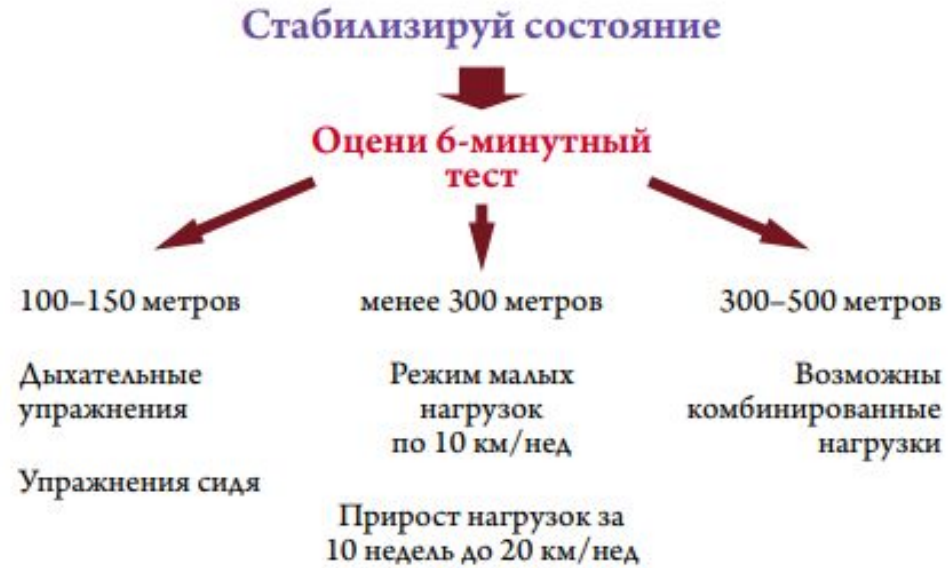 Стабилизируй состояние
Оцени 6-минутный
тест
100–150 метров
Дыхательные
упражнения
Упражнения сидя
менее 300 метров
Режим малых
нагрузок
по 10 км/нед
Прирост нагрузок за
10 недель до 20 км/нед
300–500 метров
Возможны
комбинированные
нагрузки